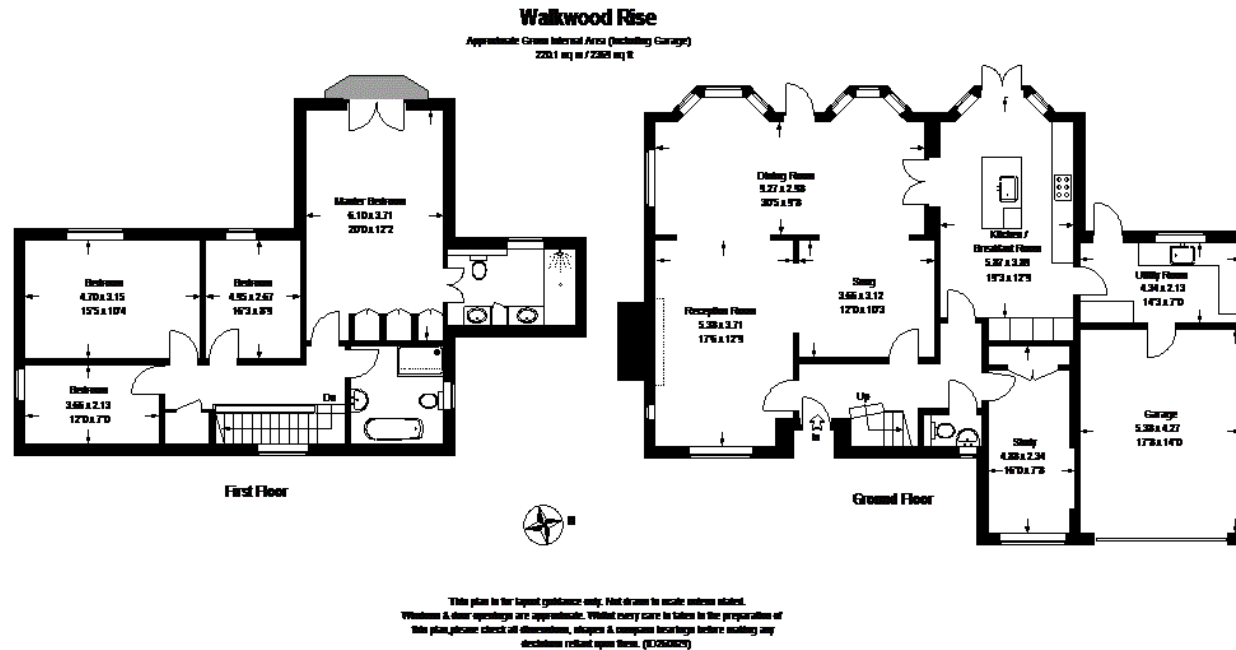 Walkwood Rise
Approximate Gross Internal Area (Including Garage)
220.1 sq m / 2369 sq ft
Master Bedroom
6.10 x 3.71
20'0 x 12'2
Bedroom
4.70 x 3.15
15'5 x 10'4
Bedroom
4.95 x 2.67
16'3 x 8'9
Bedroom
3.66 x 2.13
12'0 x 7'0
Dn
First Floor
Dining Room
9.27 x 2.98
30'5 x 9'8
Kitchen /
Breakfast Room
5.87 x 3.89
19'3 x 12'9
Utility Room
4.34 x 2.13
14'3 x 7'0
Reception Room
5.38 x 3.71
Snug
3.66 x 3.12
12'0 x 10'3
Up
Study
4.88 x 2.34
16'0 x 7'8
Garage
5.38 x 4.27
17'8 x 14'0
Ground Floor
IN
N
This plan is for layout guidance only. Not drawn to scale unless stated.
Windows & door openings are approximate. Whilst every care is taken in the preparation of
this plan, please check all dimensions, shapes & compass bearings before making any
decisions reliant upon them.